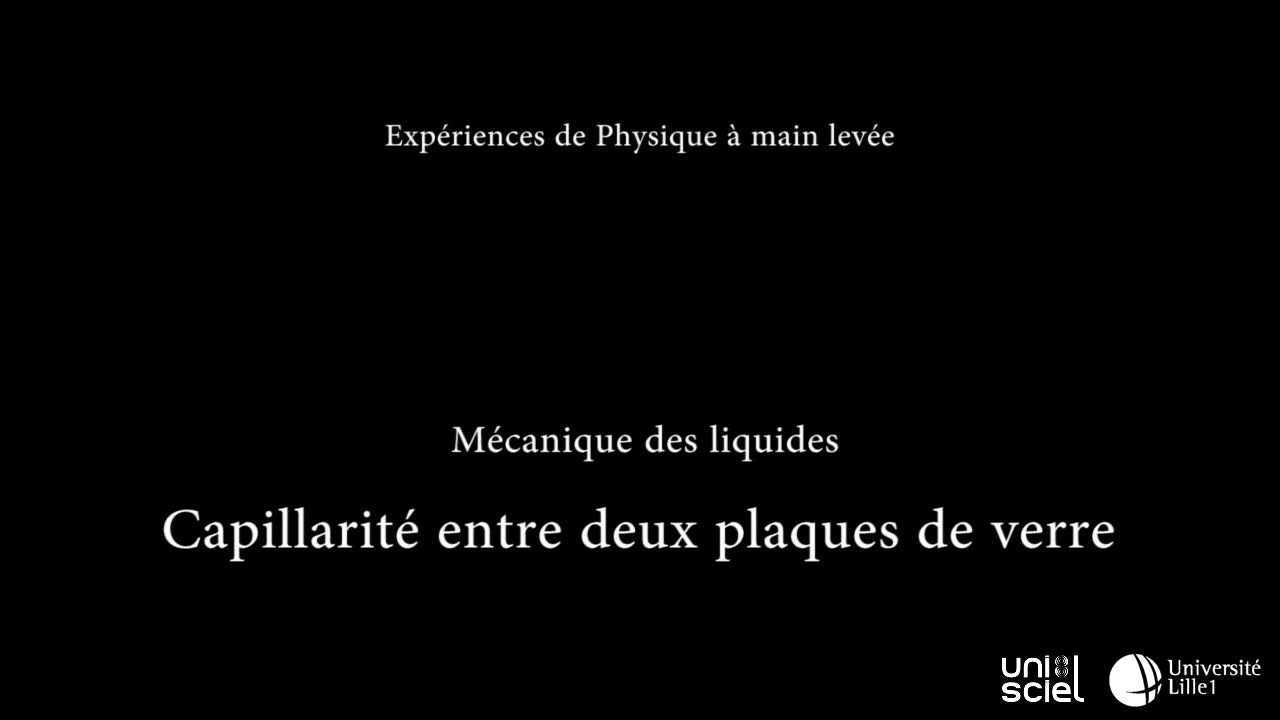 Expériences de Physique à main levée
Mécanique des liquides
Capillarité entre deux plaques de verre
uni
sciel
Université
Lille1